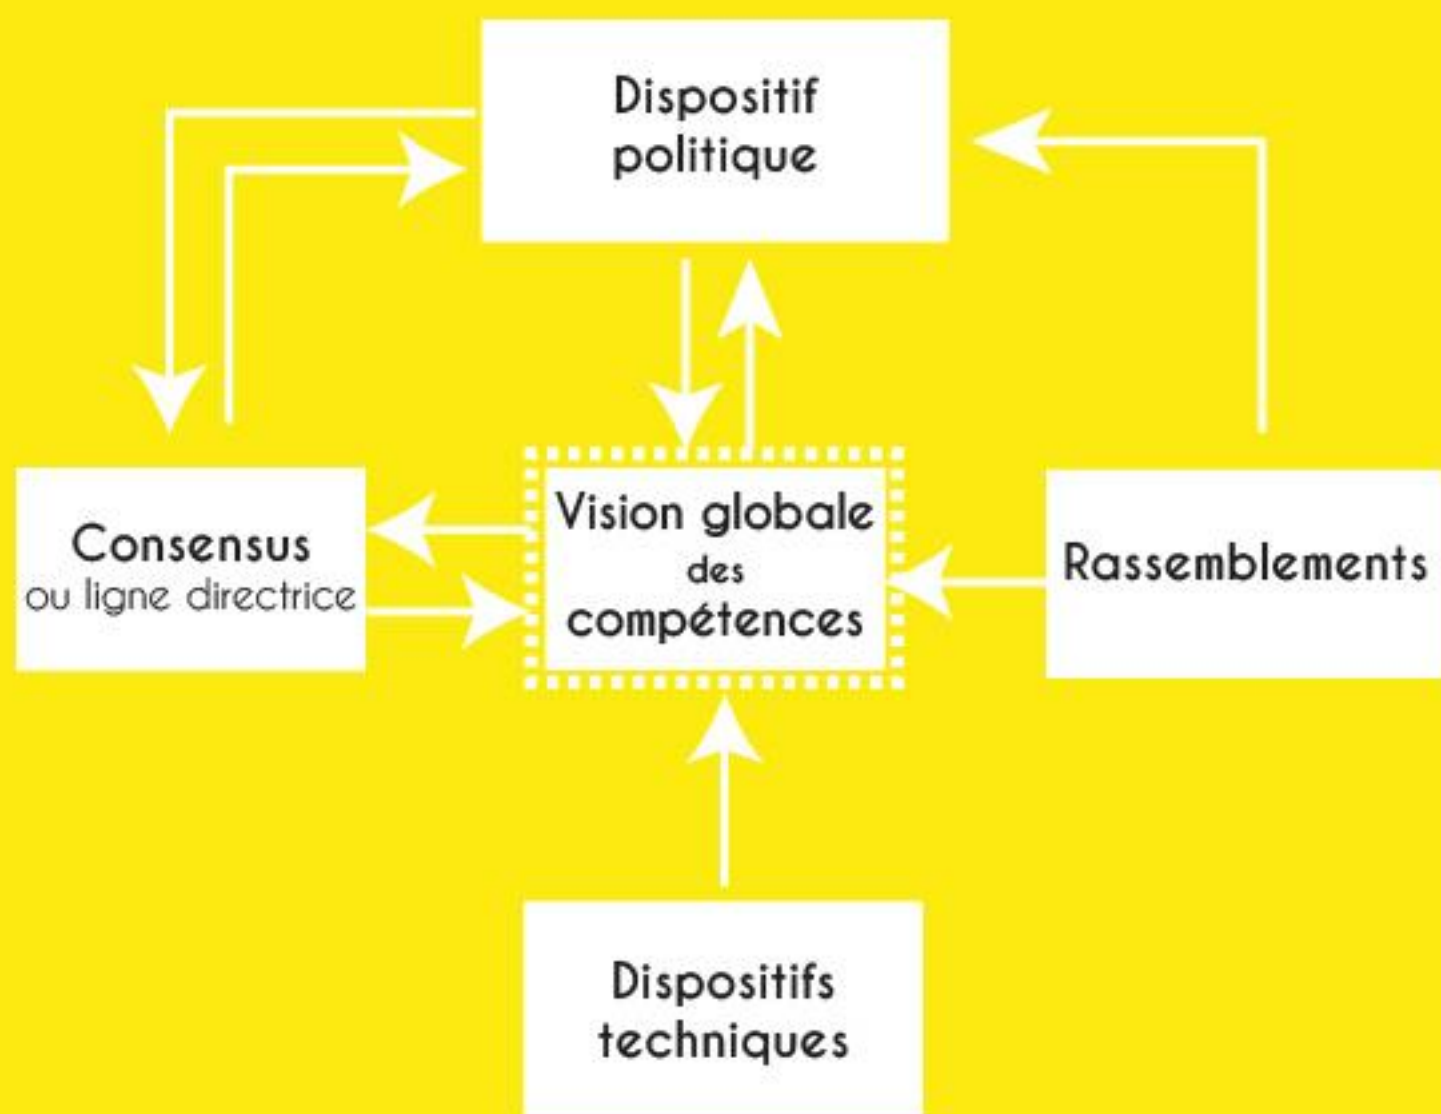 Dispositif
politique
Consensus
ou ligne directrice
Vision globale
des
compétences
Rassemblements
Dispositifs
techniques